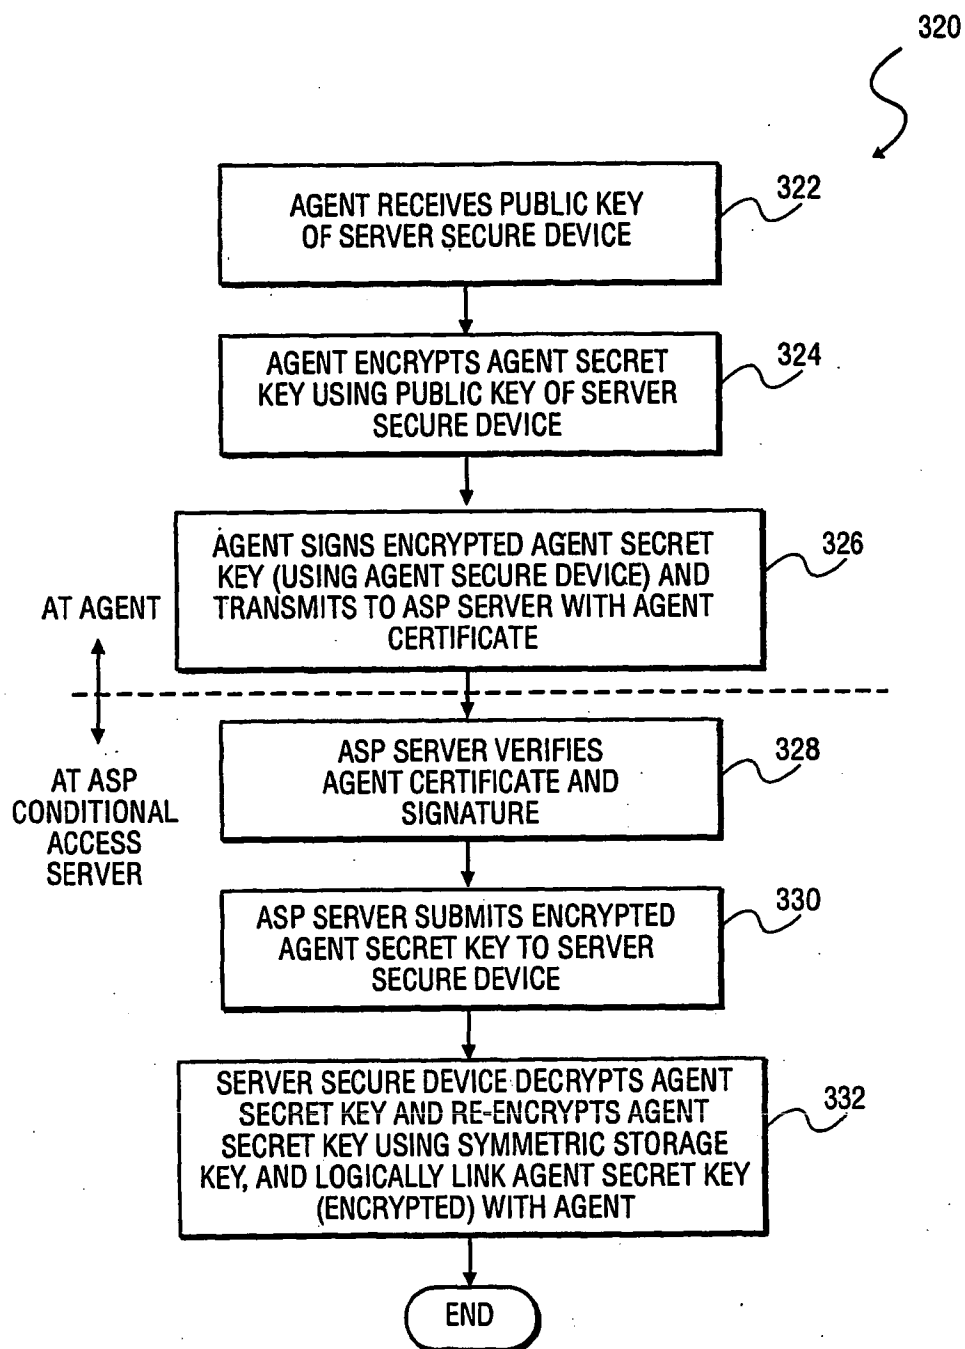 320
AGENT RECEIVES PUBLIC KEY
OF SERVER SECURE DEVICE
322
AGENT ENCRYPTS AGENT SECRET
KEY USING PUBLIC KEY OF SERVER
SECURE DEVICE
324
AGENT SIGNS ENCRYPTED AGENT SECRET
KEY (USING AGENT SECURE DEVICE) AND
TRANSMITS TO ASP SERVER WITH AGENT
CERTIFICATE
326
AT AGENT
AT ASP
CONDITIONAL
ACCESS
SERVER
ASP SERVER VERIFIES
AGENT CERTIFICATE AND
SIGNATURE
328
ASP SERVER SUBMITS ENCRYPTED
AGENT SECRET KEY TO SERVER
SECURE DEVICE
330
SERVER SECURE DEVICE DECRYPTS AGENT
SECRET KEY AND RE-ENCRYPTS AGENT
SECRET KEY USING SYMMETRIC STORAGE
KEY, AND LOGICALLY LINK AGENT SECRET KEY
(ENCRYPTED) WITH AGENT
332
END